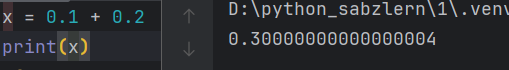 x = 0.1 + 0.2
print(x)
D:\python_sabzlern\1\.venv
0.30000000000000004